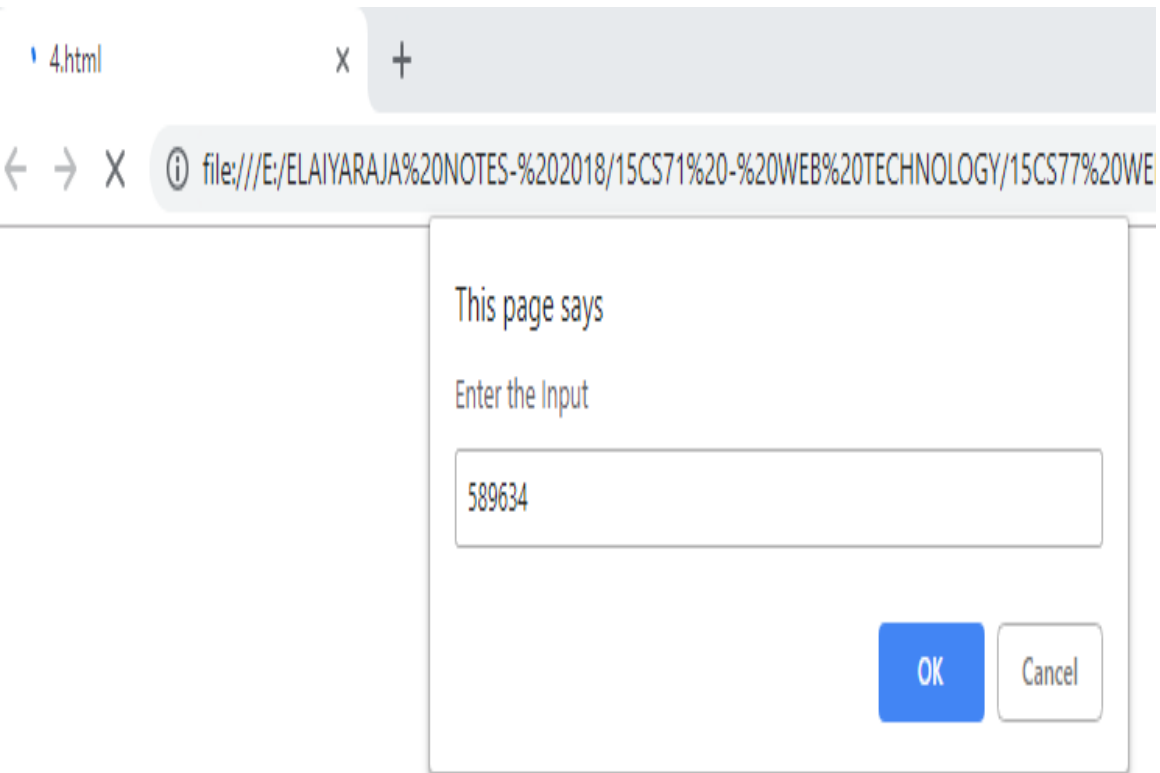 4.html
file:///E:/ELAIYARAJA%20NOTES-%202018/15CS71%20-%20WEB%20TECHNOLOGY/15CS77%20WE
This page says
Enter the Input
589634
OK Cancel